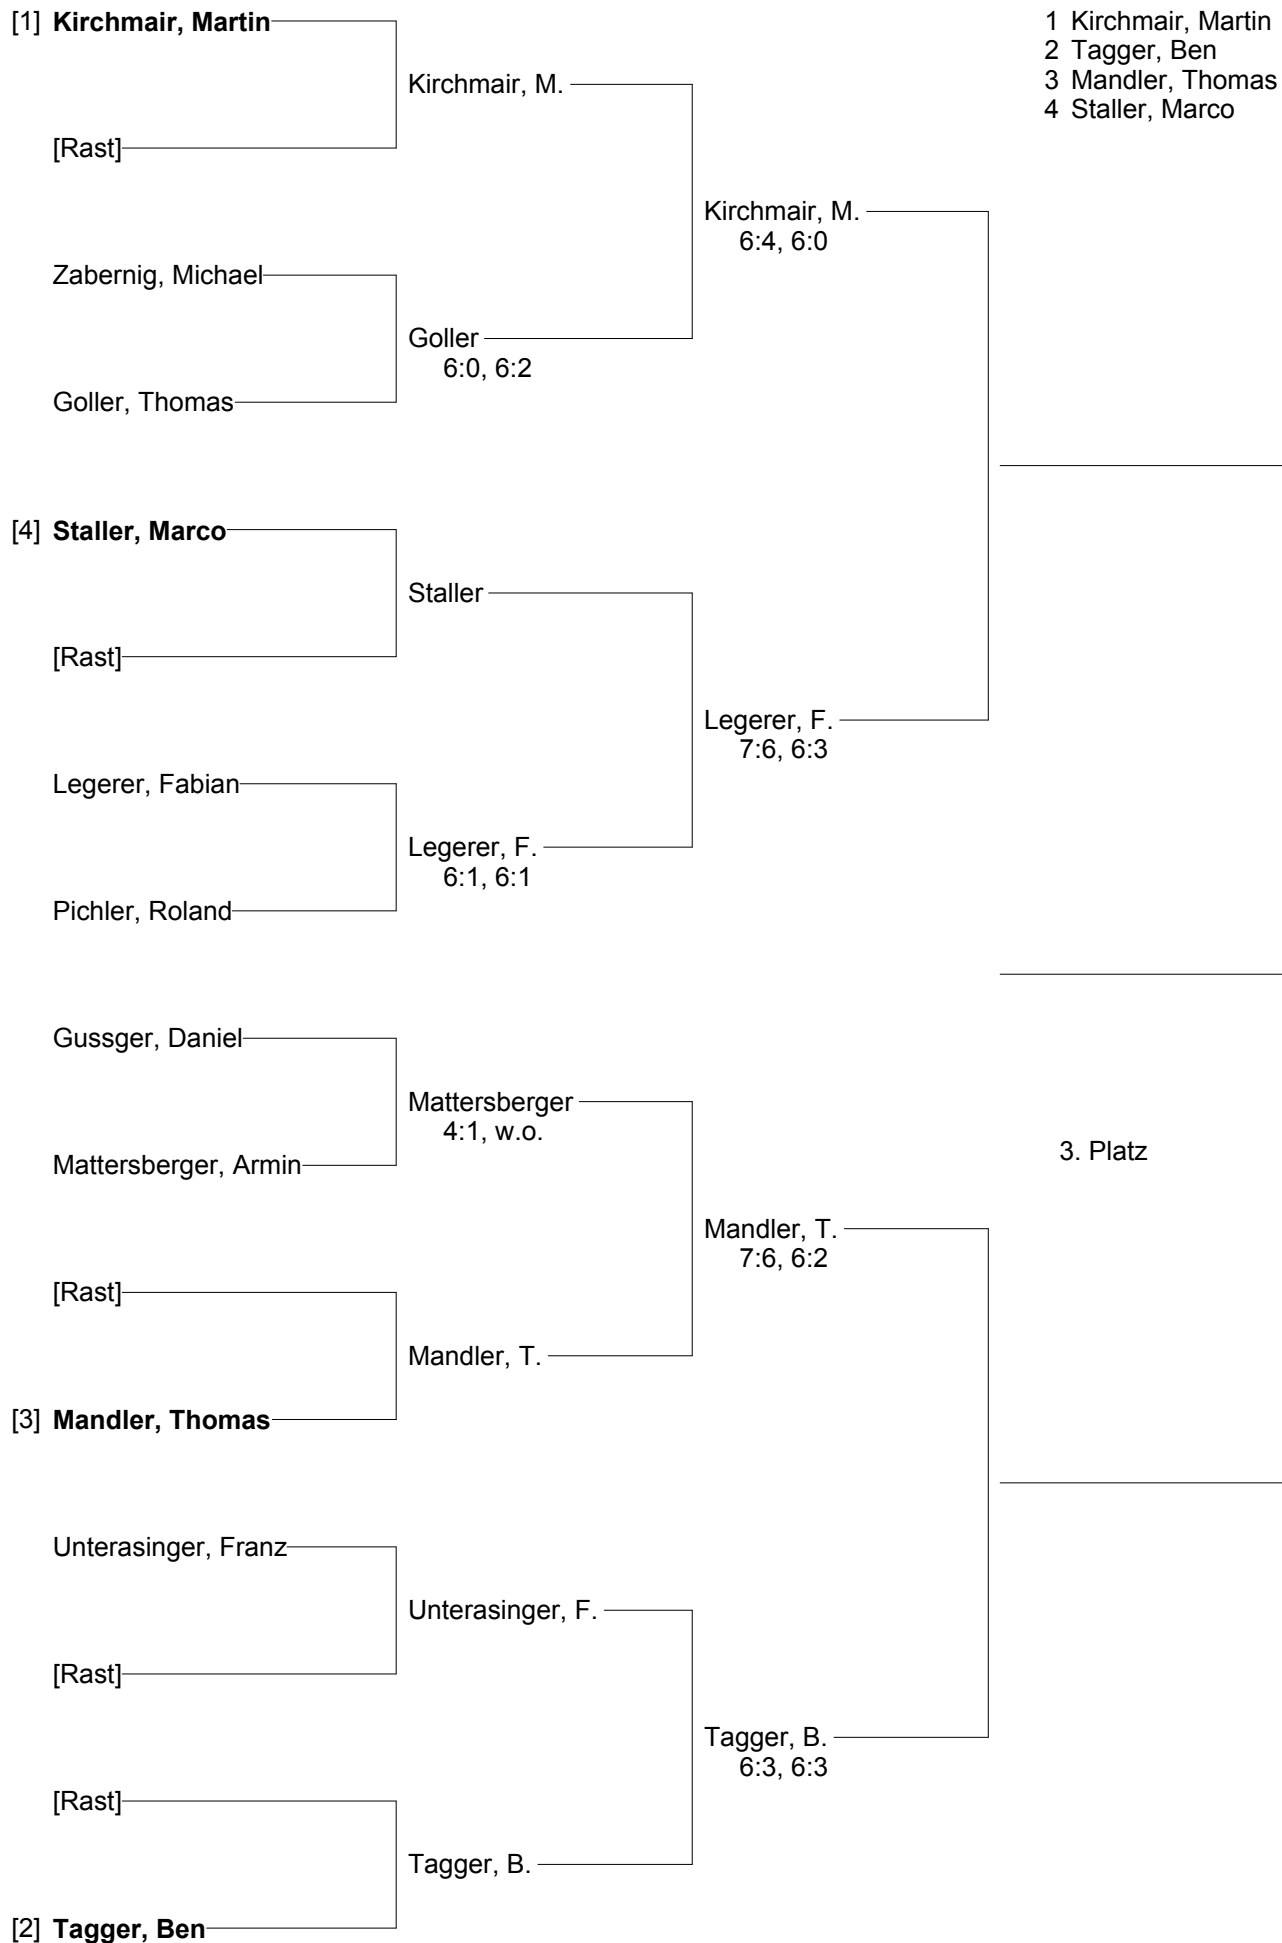 [1] Kirchmair, Martin
1 Kirchmair, Martin
2 Tagger, Ben
3 Mandler, Thomas
4 Staller, Marco
Kirchmair, M.
[Rast]
Kirchmair, M.
6:4, 6:0
Zabernig, Michael
Goller
6:0, 6:2
Goller, Thomas
[4] Staller, Marco
Staller
[Rast]
Legerer, F.
7:6, 6:3
Legerer, Fabian
Legerer, F.
6:1, 6:1
Pichler, Roland
Gussger, Daniel
Mattersberger
4:1, w.o.
Mattersberger, Armin
3. Platz
Mandler, T.
7:6, 6:2
[Rast]
Mandler, T.
[3] Mandler, Thomas
Unterasinger, Franz
Unterasinger, F.
[Rast]
Tagger, B.
6:3, 6:3
[Rast]
Tagger, B.
[2] Tagger, Ben